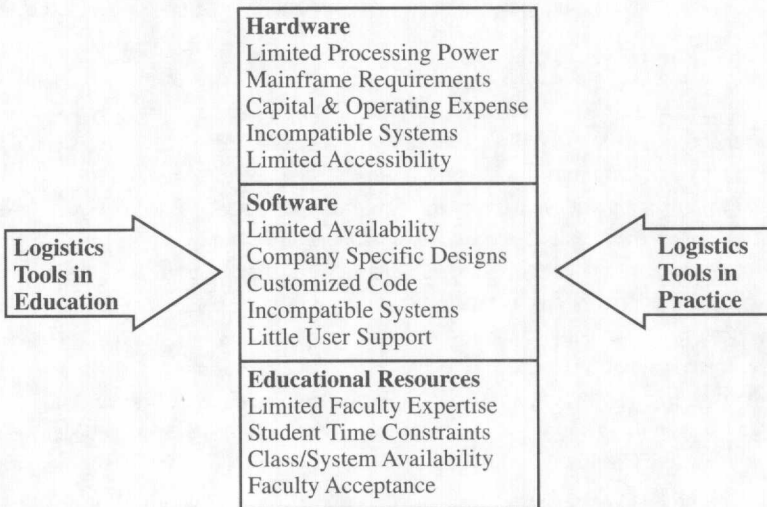 Hardware
Limited Processing Power
Mainframe Requirements
Capital & Operating Expense
Incompatible Systems
Limited Accessibility
Software
Limited Availability
Company Specific Designs
Customized Code
Incompatible Systems
Little User Support
Educational Resources
Limited Faculty Expertise
Student Time Constraints
Class/System Availability
Faculty Acceptance
Logistics
Tools in
Education
Logistics
Tools in
Practice